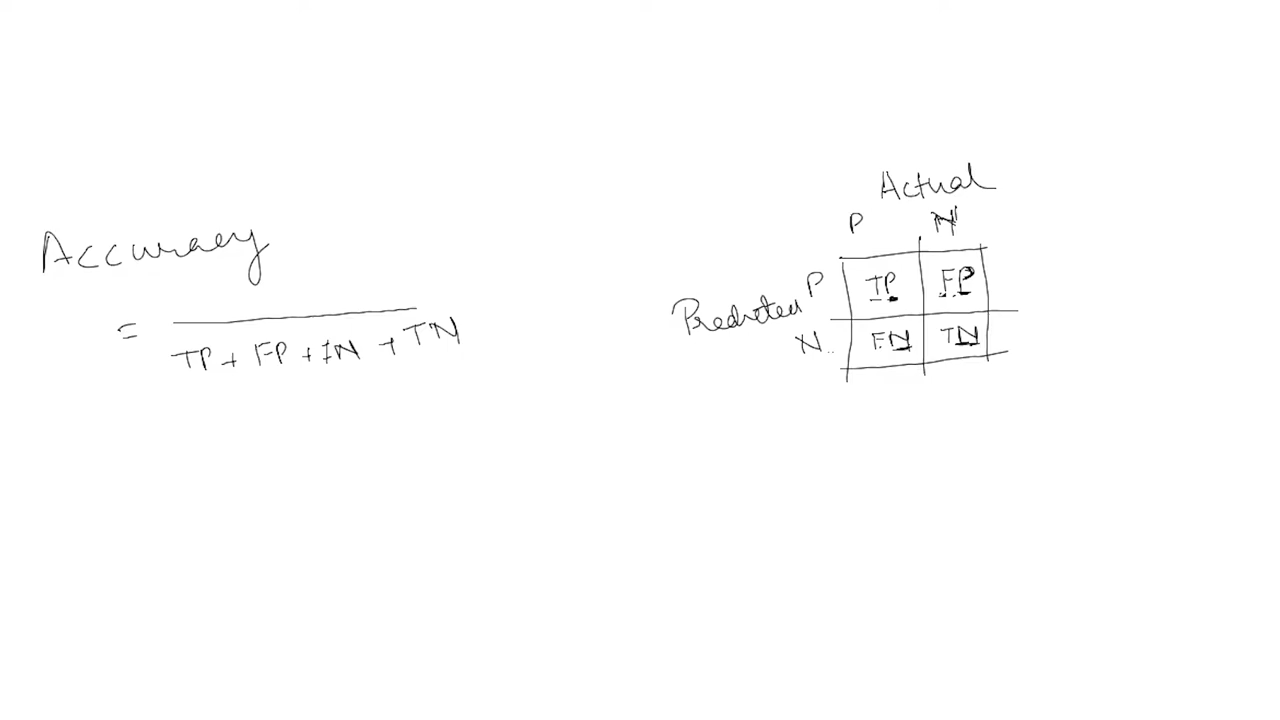 Accuracy
=
TP + FP + FN + TN
Actual
P N
Predicted P TP FP
N FN TN